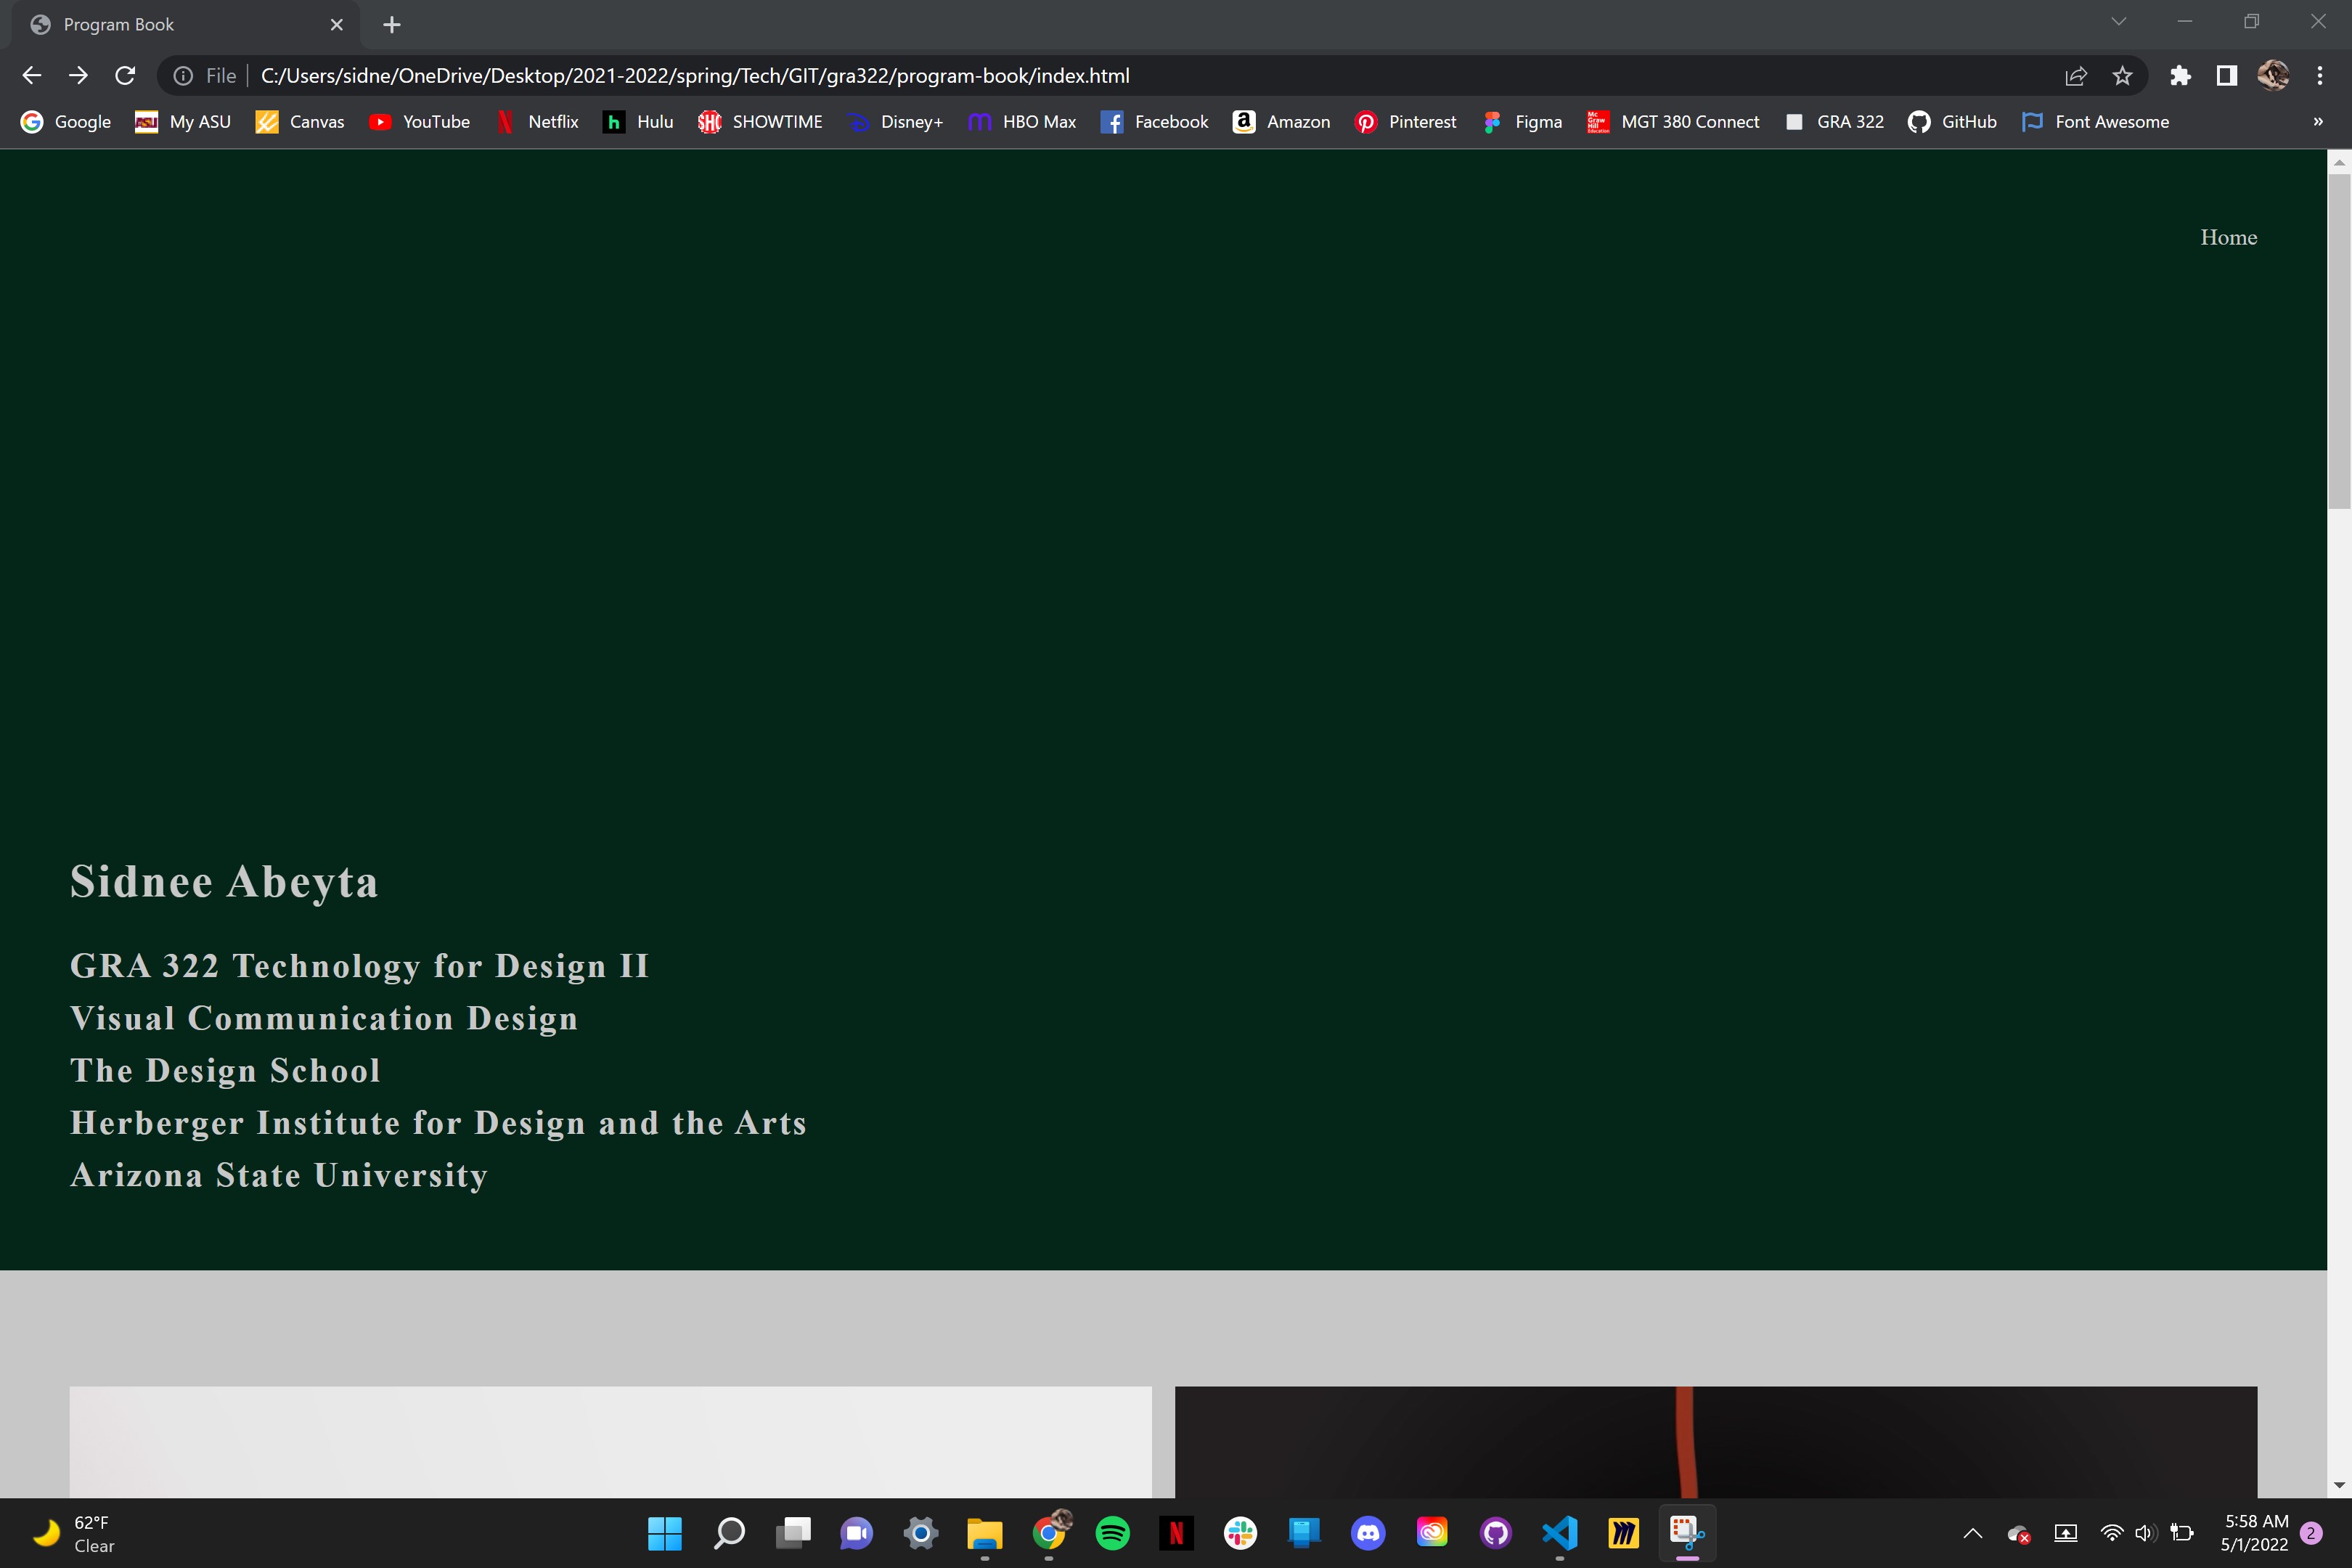 Program Book
File C:/Users/sidne/OneDrive/Desktop/2021-2022/spring/Tech/GIT/gra322/program-book/index.html
Google My ASU Canvas YouTube Netflix Hulu SHOWTIME Disney+ HBO Max Facebook Amazon Pinterest Figma MGT 380 Connect GRA 322 GitHub Font Awesome »
Home
Sidnee Abeyta
GRA 322 Technology for Design II
Visual Communication Design
The Design School
Herberger Institute for Design and the Arts
Arizona State University
62°F
Clear
5:58 AM
5/1/2022
2